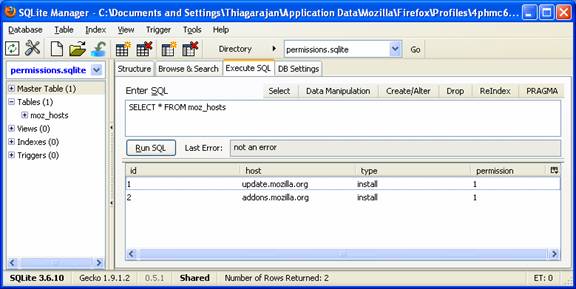 SQLite Manager - C:\Documents and Settings\Thiagarajan\Application Data\Mozilla\Firefox\Profiles\4phmc6...
Database Table Index View Trigger Tools Help
Directory permissions.sqlite Go
permissions.sqlite
Master Table (1)
Tables (1)
moz_hosts
Views (0)
Indexes (0)
Triggers (0)
Structure Browse & Search Execute SQL DB Settings
Enter SQL Select Data Manipulation Create/Alter Drop ReIndex PRAGMA
SELECT * FROM moz_hosts
Run SQL Last Error: not an error
id host type permission
1 update.mozilla.org install 1
2 addons.mozilla.org install 1
SQLite 3.6.10 Gecko 1.9.1.2 0.5.1 Shared Number of Rows Returned: 2 ET: 0